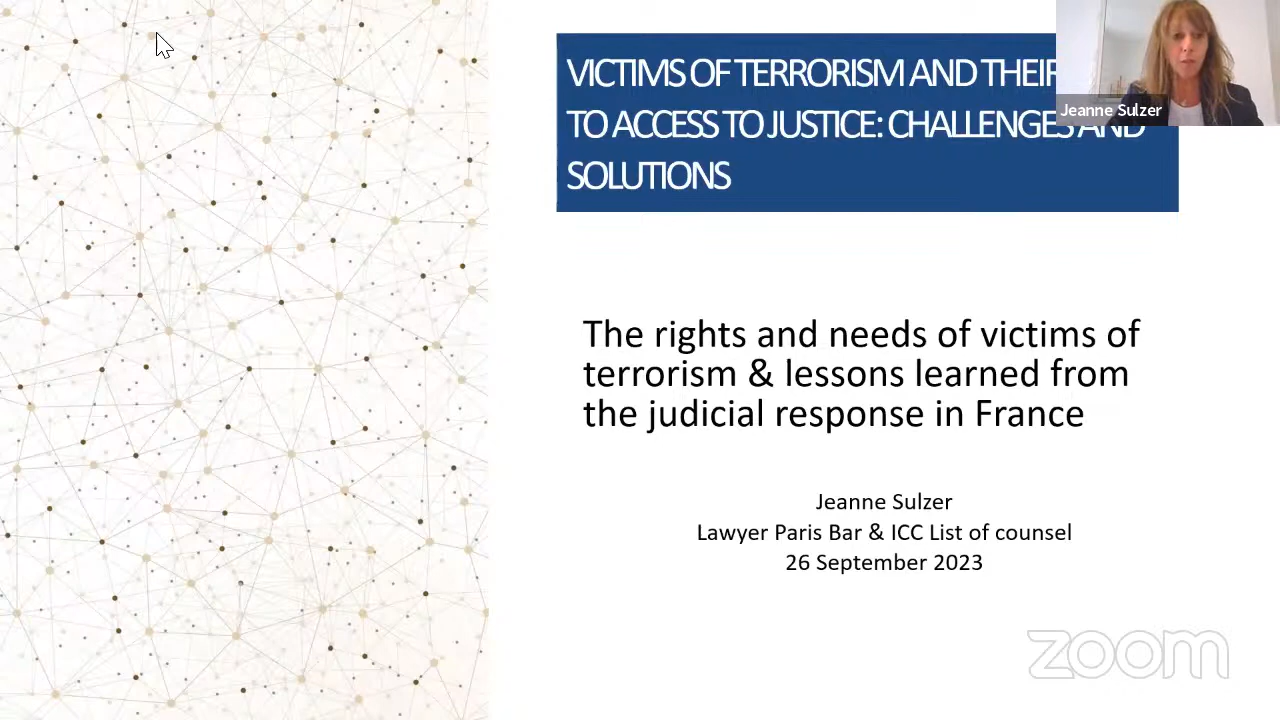 VICTIMS OF TERRORISM AND THEIR
TO ACCESS TO JUSTICE: CHALLENGES AND
SOLUTIONS
Jeanne Sulzer
The rights and needs of victims of
terrorism & lessons learned from
the judicial response in France
Jeanne Sulzer
Lawyer Paris Bar & ICC List of counsel
26 September 2023
zoom